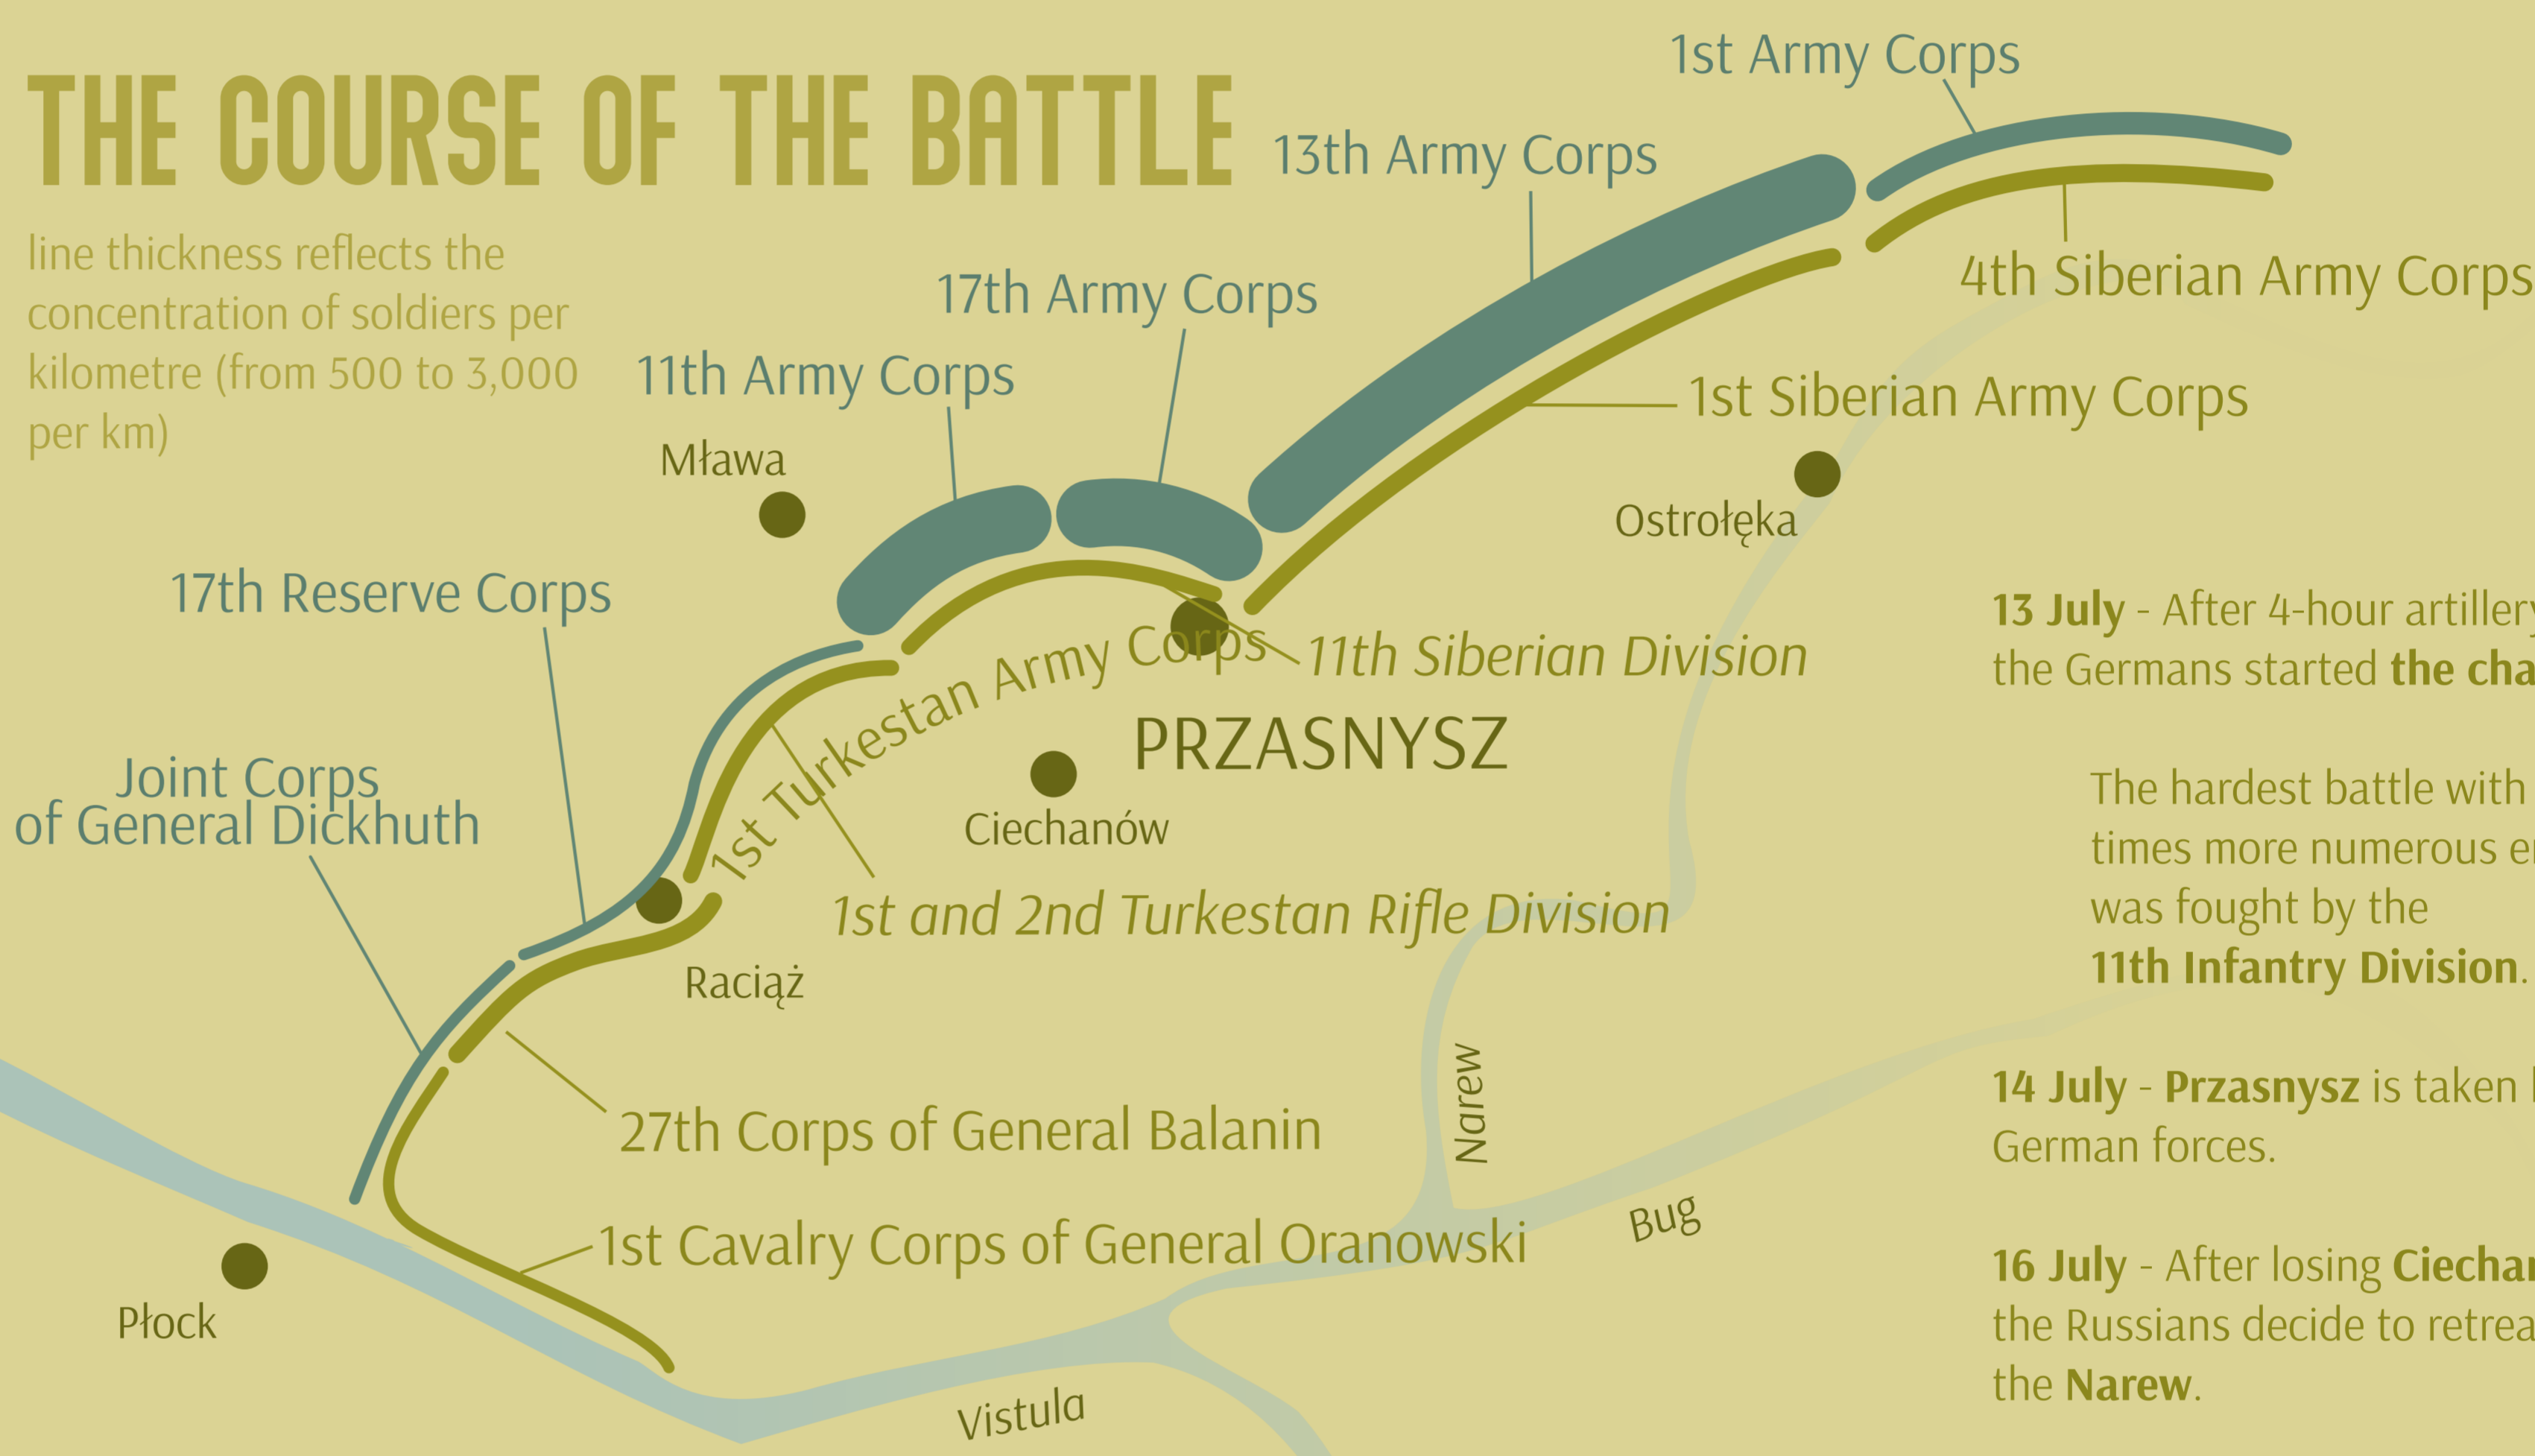 THE COURSE OF THE BATTLE
line thickness reflects the
concentration of soldiers per
kilometre (from 500 to 3,000
per km)
1st Army Corps
13th Army Corps
17th Army Corps
11th Army Corps
4th Siberian Army Corps
1st Siberian Army Corps
Mława
Ostrołęka
17th Reserve Corps
11th Siberian Division
1st Turkestan Army Corps
PRZASNYSZ
Joint Corps
of General Dickhuth
Ciechanów
1st and 2nd Turkestan Rifle Division
Raciąż
27th Corps of General Balanin
Narew
1st Cavalry Corps of General Oranowski
Bug
Płock
Vistula
13 July - After 4-hour artillery
the Germans started the cha
The hardest battle with
times more numerous e
was fought by the
11th Infantry Division.
14 July - Przasnysz is taken
German forces.
16 July - After losing Ciecha
the Russians decide to retrea
the Narew.